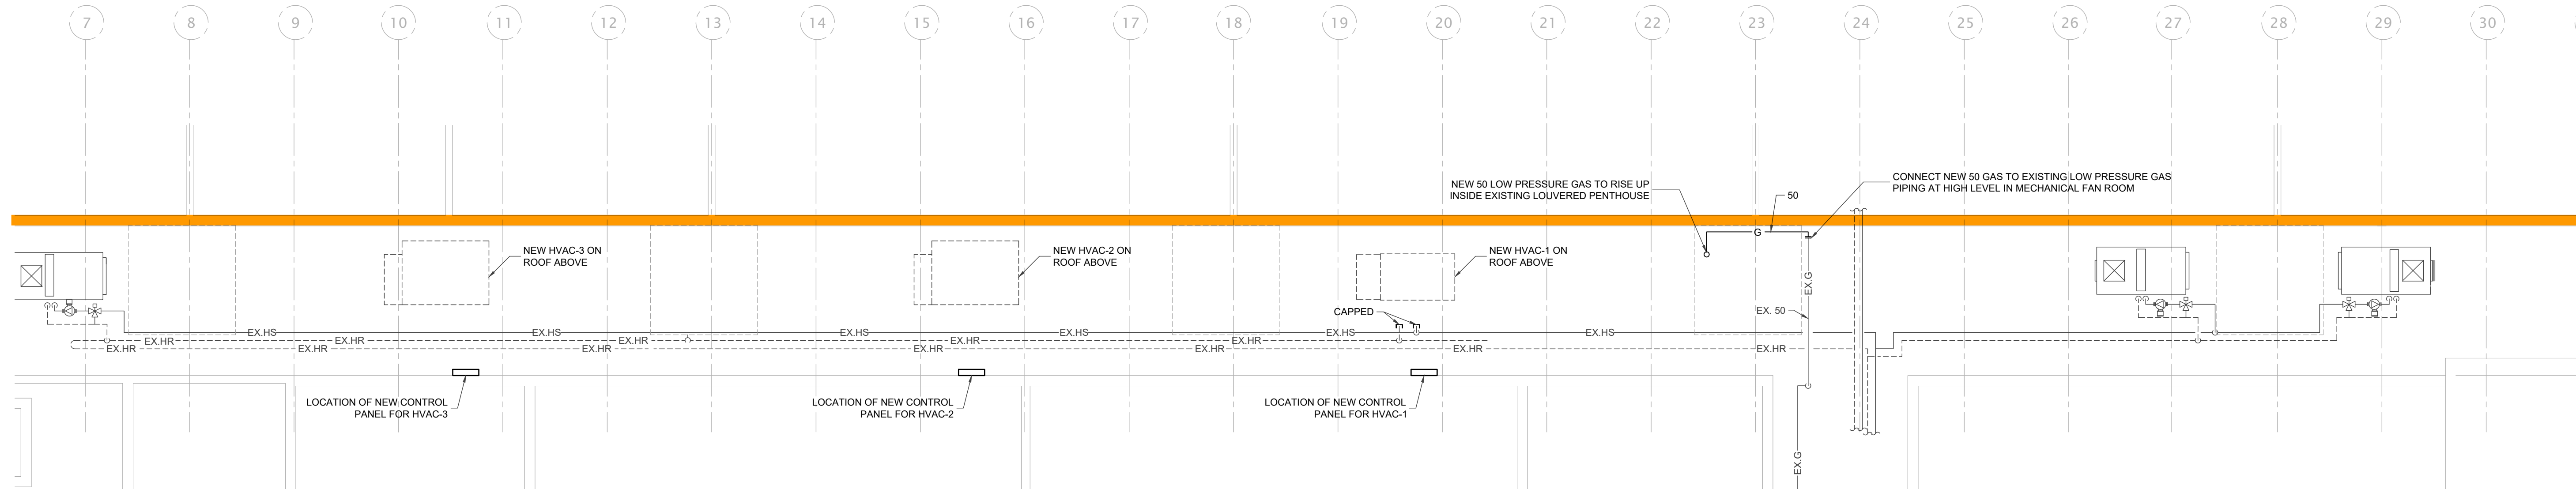 7 8 9 10 11 12 13 14 15 16 17 18 19 20 21 22 23 24 25 26 27 28 29 30
NEW 50 LOW PRESSURE GAS TO RISE UP
INSIDE EXISTING LOUVERED PENTHOUSE
50
CONNECT NEW 50 GAS TO EXISTING LOW PRESSURE GAS
PIPING AT HIGH LEVEL IN MECHANICAL FAN ROOM
G
NEW HVAC-3 ON
ROOF ABOVE
NEW HVAC-2 ON
ROOF ABOVE
NEW HVAC-1 ON
ROOF ABOVE
EX.G
CAPPED
EX. 50
EX.HS EX.HS EX.HS EX.HS EX.HS EX.HS
EX.HR EX.HR EX.HR EX.HR EX.HR
EX.HR EX.HR EX.HR EX.HR EX.HR EX.HR EX.HR
LOCATION OF NEW CONTROL
PANEL FOR HVAC-3
LOCATION OF NEW CONTROL
PANEL FOR HVAC-2
LOCATION OF NEW CONTROL
PANEL FOR HVAC-1
EX.G